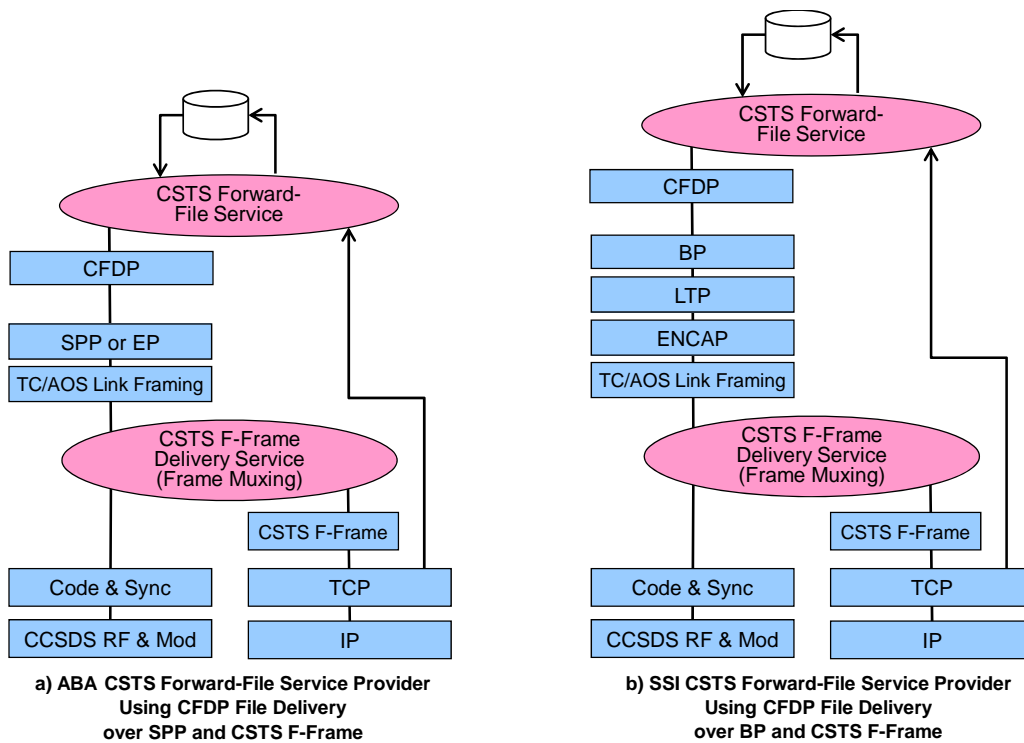 CSTS Forward-
File Service
CFDP
SPP or EP
TC/AOS Link Framing
CSTS F-Frame
Delivery Service
(Frame Muxing)
CSTS F-Frame
Code & Sync
TCP
CCSDS RF & Mod
IP
a) ABA CSTS Forward-File Service Provider
Using CFDP File Delivery
over SPP and CSTS F-Frame
CSTS Forward-
File Service
CFDP
BP
LTP
ENCAP
TC/AOS Link Framing
CSTS F-Frame
Delivery Service
(Frame Muxing)
CSTS F-Frame
Code & Sync
TCP
CCSDS RF & Mod
IP
b) SSI CSTS Forward-File Service Provider
Using CFDP File Delivery
over BP and CSTS F-Frame